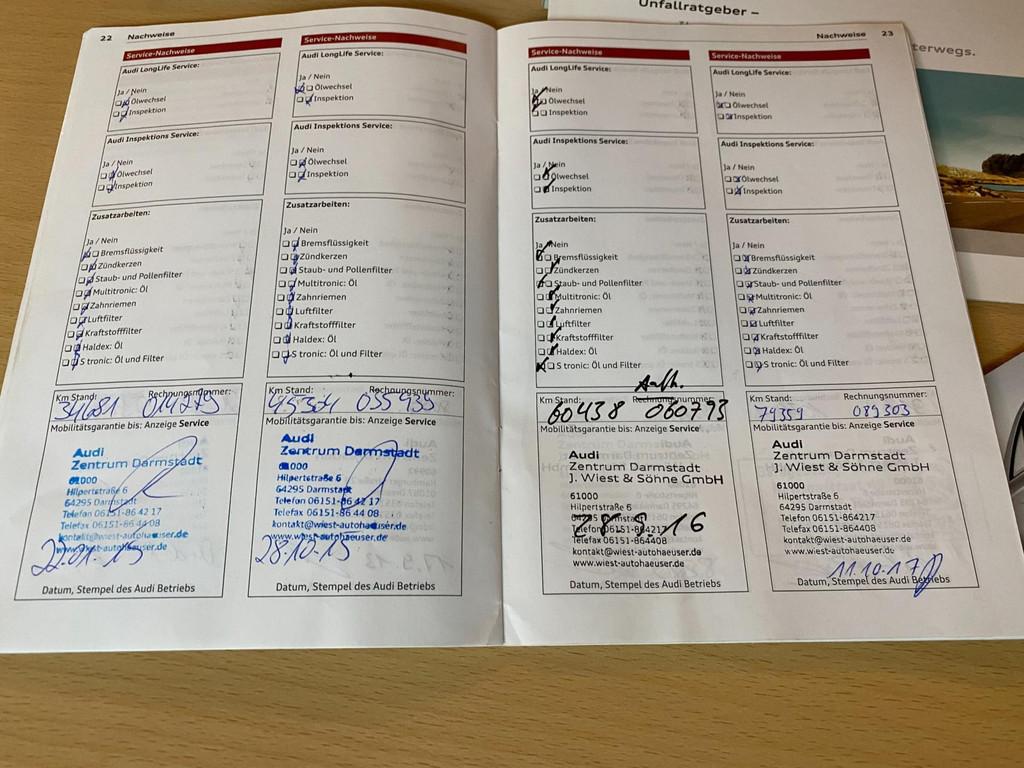 22 Nachweise
Service-Nachweise
Audi LongLife Service:
Ja / Nein
Ölwechsel
Inspektion
Audi Inspektions Service:
Ja / Nein
Ölwechsel
Inspektion
Zusatzarbeiten:
Ja / Nein
Bremsflüssigkeit
Zündkerzen
Staub- und Pollenfilter
Multitronic: Öl
Zahnriemen
Luftfilter
Kraftstofffilter
Haldex: Öl
S tronic: Öl und Filter
Km Stand: Rechnungsnummer:
34681 014275
Mobilitätsgarantie bis: Anzeige Service
Audi
Zentrum Darmstadt
61000
Hilpertstraße 6
64295 Darmstadt
Telefon 06151-86 42 17
Telefax 06151-86 44 08
kontakt@wiest-autohaeuser.de
www.wiest-autohaeuser.de
22.01.15
Datum, Stempel des Audi Betriebs
Service-Nachweise
Audi LongLife Service:
Ja / Nein
Ölwechsel
Inspektion
Audi Inspektions Service:
Ja / Nein
Ölwechsel
Inspektion
Zusatzarbeiten:
Ja / Nein
Bremsflüssigkeit
Zündkerzen
Staub- und Pollenfilter
Multitronic: Öl
Zahnriemen
Luftfilter
Kraftstofffilter
Haldex: Öl
S tronic: Öl und Filter
Km Stand: Rechnungsnummer:
45304 055455
Mobilitätsgarantie bis: Anzeige Service
Audi
Zentrum Darmstadt
61000
Hilpertstraße 6
64295 Darmstadt
Telefon 06151-86 42 17
Telefax 06151-86 44 08
kontakt@wiest-autohaeuser.de
www.wiest-autohaeuser.de
28.10.15
Datum, Stempel des Audi Betriebs
Nachweise 23
Service-Nachweise
Audi LongLife Service:
Ja / Nein
Ölwechsel
Inspektion
Audi Inspektions Service:
Ja / Nein
Ölwechsel
Inspektion
Zusatzarbeiten:
Ja / Nein
Bremsflüssigkeit
Zündkerzen
Staub- und Pollenfilter
Multitronic: Öl
Zahnriemen
Luftfilter
Kraftstofffilter
Haldex: Öl
S tronic: Öl und Filter
Km Stand: Rechnungsnummer:
60438 060793
Mobilitätsgarantie bis: Anzeige Service
Audi
Zentrum Darmstadt
J. Wiest & Söhne GmbH
61000
Hilpertstraße 6
64295 Darmstadt
Telefon 06151-864217
Telefax 06151-864408
kontakt@wiest-autohaeuser.de
www.wiest-autohaeuser.de
16
Datum, Stempel des Audi Betriebs
Service-Nachweise
Audi LongLife Service:
Ja / Nein
Ölwechsel
Inspektion
Audi Inspektions Service:
Ja / Nein
Ölwechsel
Inspektion
Zusatzarbeiten:
Ja / Nein
Bremsflüssigkeit
Zündkerzen
Staub- und Pollenfilter
Multitronic: Öl
Zahnriemen
Luftfilter
Kraftstofffilter
Haldex: Öl
S tronic: Öl und Filter
Km Stand: Rechnungsnummer:
74359 089303
Mobilitätsgarantie bis: Anzeige Service
Audi
Zentrum Darmstadt
J. Wiest & Söhne GmbH
61000
Hilpertstraße 6
64295 Darmstadt
Telefon 06151-864217
Telefax 06151-864408
kontakt@wiest-autohaeuser.de
www.wiest-autohaeuser.de
11.10.17
Datum, Stempel des Audi Betriebs
Unfallratgeber –
terwegs.